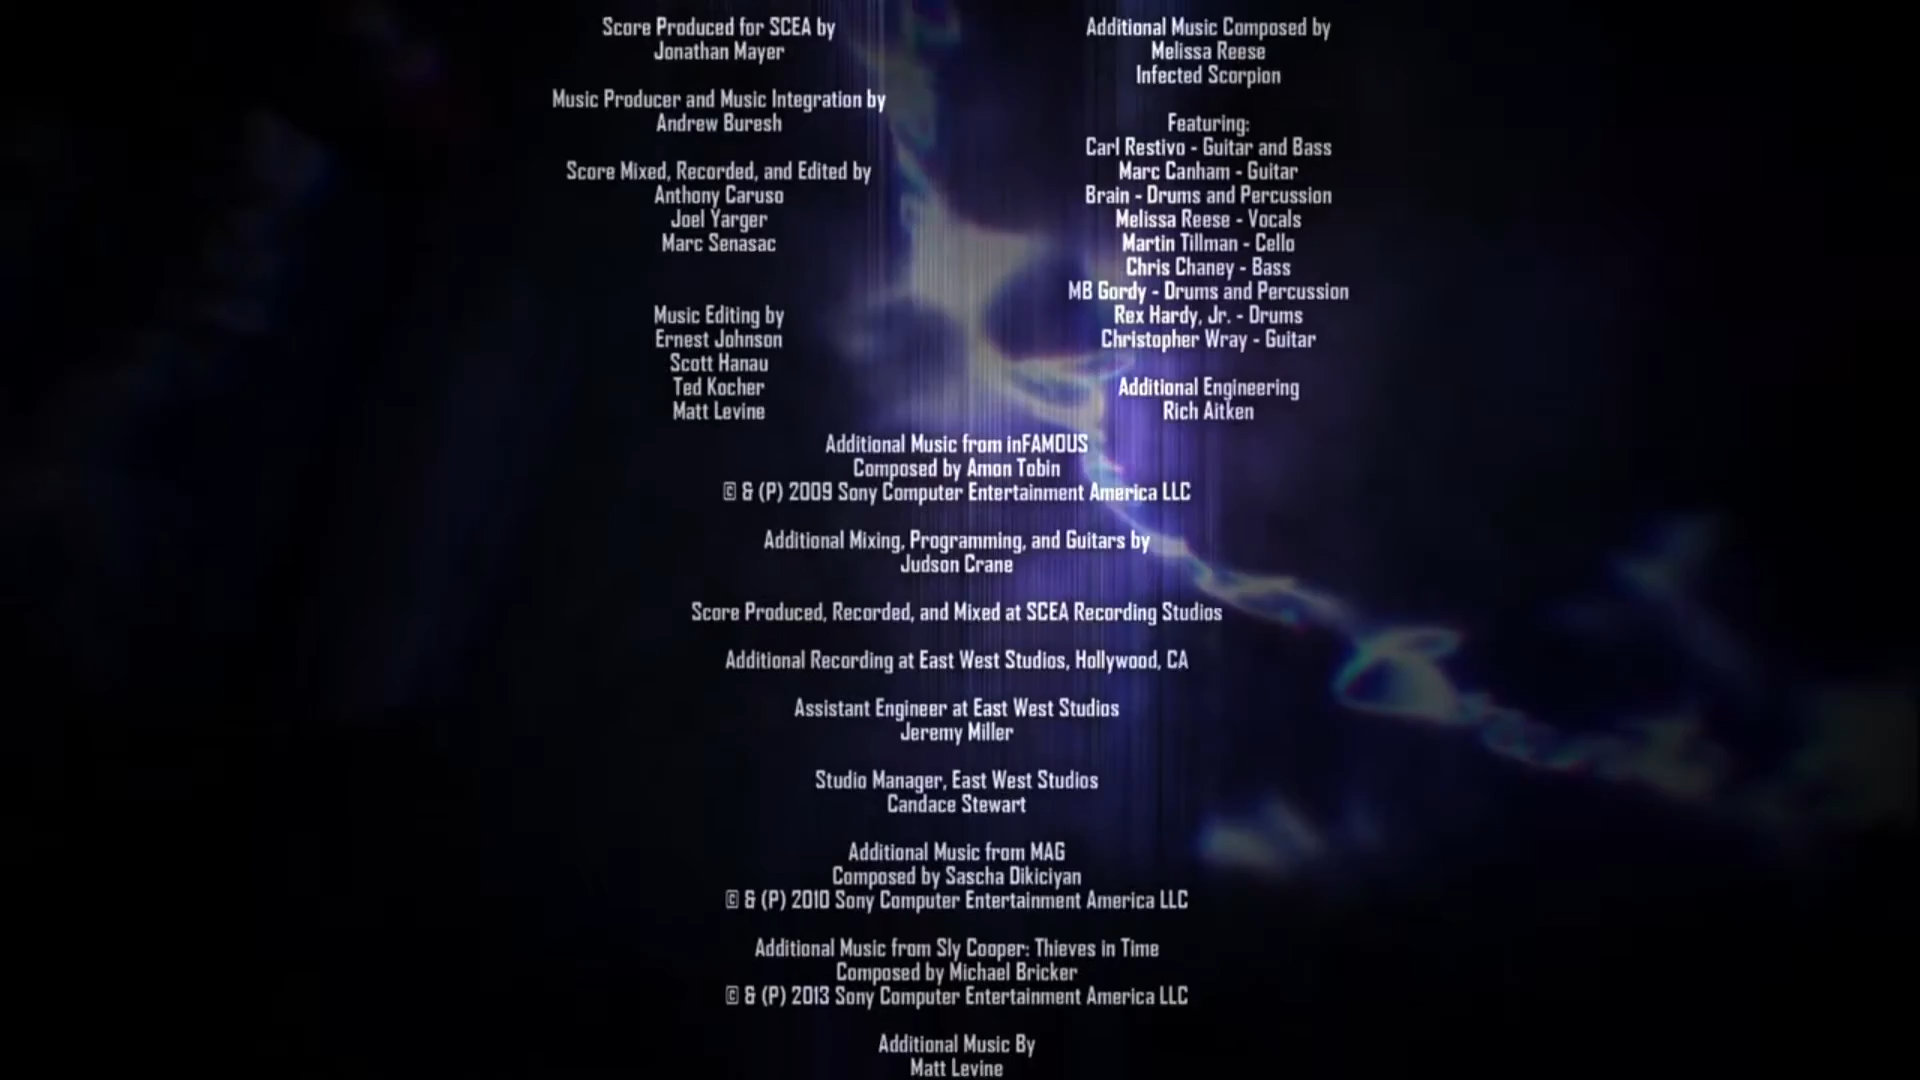 Score Produced for SCEA by
Jonathan Mayer
Music Producer and Music Integration by
Andrew Buresh
Score Mixed, Recorded, and Edited by
Anthony Caruso
Joel Yarger
Marc Senasac
Music Editing by
Ernest Johnson
Scott Hanau
Ted Kocher
Matt Levine
Additional Music Composed by
Melissa Reese
Infected Scorpion
Featuring:
Carl Restivo - Guitar and Bass
Marc Canham - Guitar
Brain - Drums and Percussion
Melissa Reese - Vocals
Martin Tillman - Cello
Chris Chaney - Bass
MB Gordy - Drums and Percussion
Rex Hardy, Jr. - Drums
Christopher Wray - Guitar
Additional Engineering
Rich Aitken
Additional Music from inFAMOUS
Composed by Amon Tobin
© & (P) 2009 Sony Computer Entertainment America LLC
Additional Mixing, Programming, and Guitars by
Judson Crane
Score Produced, Recorded, and Mixed at SCEA Recording Studios
Additional Recording at East West Studios, Hollywood, CA
Assistant Engineer at East West Studios
Jeremy Miller
Studio Manager, East West Studios
Candace Stewart
Additional Music from MAG
Composed by Sascha Dikiciyan
© & (P) 2010 Sony Computer Entertainment America LLC
Additional Music from Sly Cooper: Thieves in Time
Composed by Michael Bricker
© & (P) 2013 Sony Computer Entertainment America LLC
Additional Music By
Matt Levine